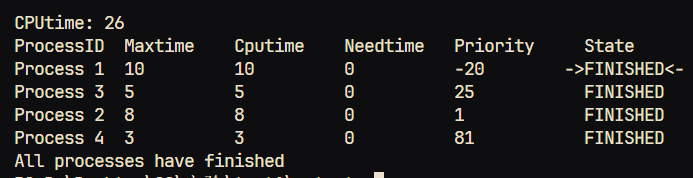 CPUtime: 26
ProcessID Maxtime Cputime Needtime Priority State
Process 1 10 10 0 -20 ->FINISHED<-
Process 3 5 5 0 25 FINISHED
Process 2 8 8 0 1 FINISHED
Process 4 3 3 0 81 FINISHED
All processes have finished